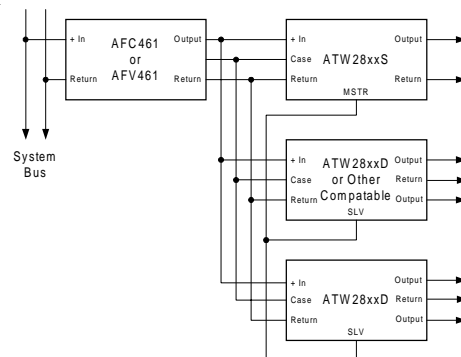 + In
Return
AFC461
or
AFV461
Output
Return
System
Bus
+ In
Case
Return
ATW28xxS
Output
Return
MSTR
+ In
Case
Return
ATW28xxD
or Other
Compatable
Output
Return
Output
SLV
+ In
Case
Return
ATW28xxD
Output
Return
Output
SLV